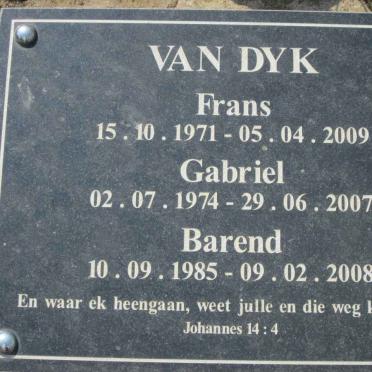 VAN DYK
Frans
15 . 10 . 1971 - 05 . 04 . 2009
Gabriel
02 . 07 . 1974 - 29 . 06 . 2007
Barend
10 . 09 . 1985 - 09 . 02 . 2008
En waar ek heengaan, weet julle en die weg
Johannes 14 : 4